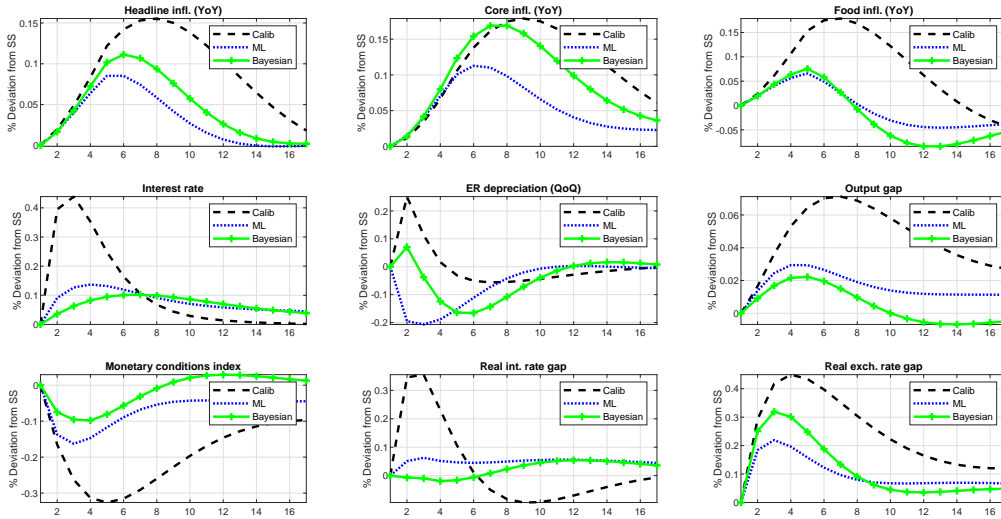 Headline infl. (YoY)
% Deviation from SS
0.15
0.1
0.05
0
2 4 6 8 10 12 14 16
Calib
ML
Bayesian
Core infl. (YoY)
% Deviation from SS
0.15
0.1
0.05
0
2 4 6 8 10 12 14 16
Calib
ML
Bayesian
Food infl. (YoY)
% Deviation from SS
0.15
0.1
0.05
0
-0.05
2 4 6 8 10 12 14 16
Calib
ML
Bayesian
Interest rate
% Deviation from SS
0.4
0.3
0.2
0.1
0
2 4 6 8 10 12 14 16
Calib
ML
Bayesian
ER depreciation (QoQ)
% Deviation from SS
0.2
0.1
0
-0.1
-0.2
2 4 6 8 10 12 14 16
Calib
ML
Bayesian
Output gap
% Deviation from SS
0.06
0.04
0.02
0
2 4 6 8 10 12 14 16
Calib
ML
Bayesian
Monetary conditions index
% Deviation from SS
0
-0.1
-0.2
-0.3
2 4 6 8 10 12 14 16
Calib
ML
Bayesian
Real int. rate gap
% Deviation from SS
0.3
0.2
0.1
0
2 4 6 8 10 12 14 16
Calib
ML
Bayesian
Real exch. rate gap
% Deviation from SS
0.4
0.3
0.2
0.1
0
2 4 6 8 10 12 14 16
Calib
ML
Bayesian